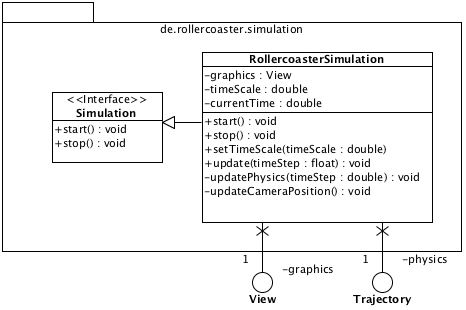 de.rollercoaster.simulation
<<Interface>>
Simulation
+start() : void
+stop() : void
RollercoasterSimulation
-graphics : View
-timeScale : double
-currentTime : double
+start() : void
+stop() : void
+setTimeScale(timeScale : double)
+update(timeStep : float) : void
-updatePhysics(timeStep : double) : void
-updateCameraPosition() : void
1
-graphics
View
1
-physics
Trajectory